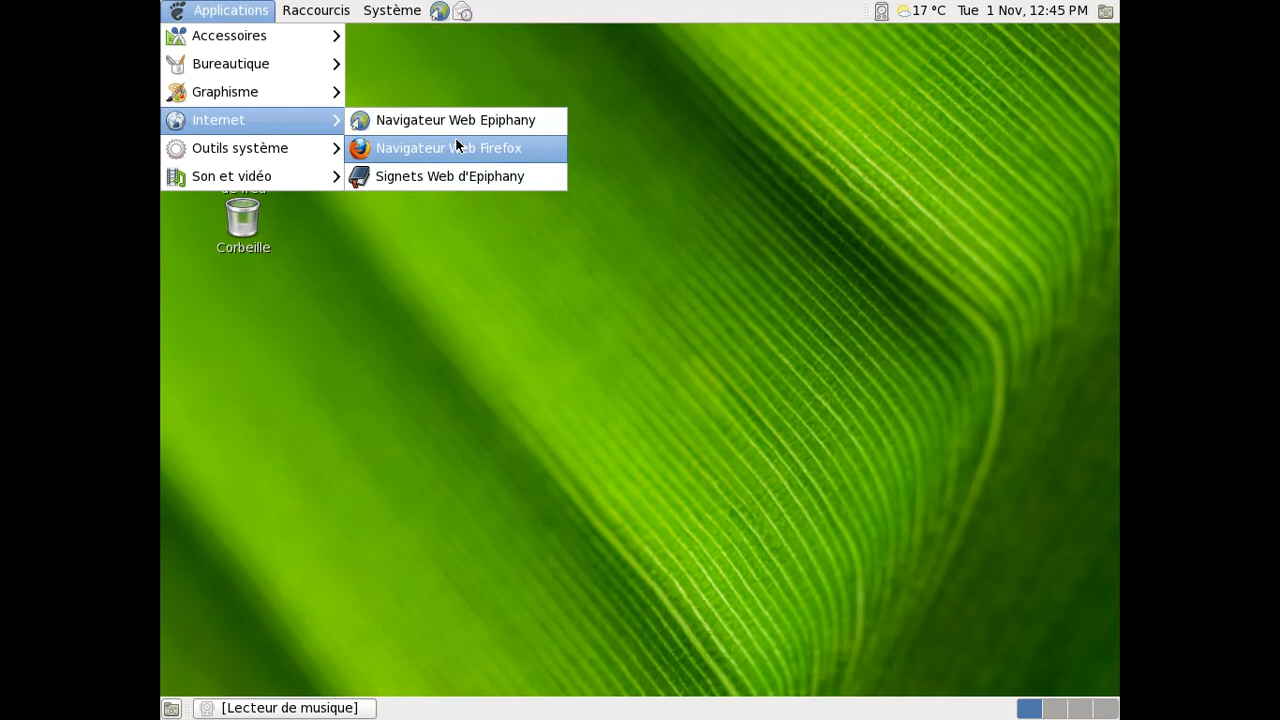 Applications Raccourcis Système 17 °C Tue 1 Nov, 12:45 PM
Accessoires
Bureautique
Graphisme
Internet
Outils système
Son et vidéo
Navigateur Web Epiphany
Navigateur Web Firefox
Signets Web d'Epiphany
Corbeille
[Lecteur de musique]